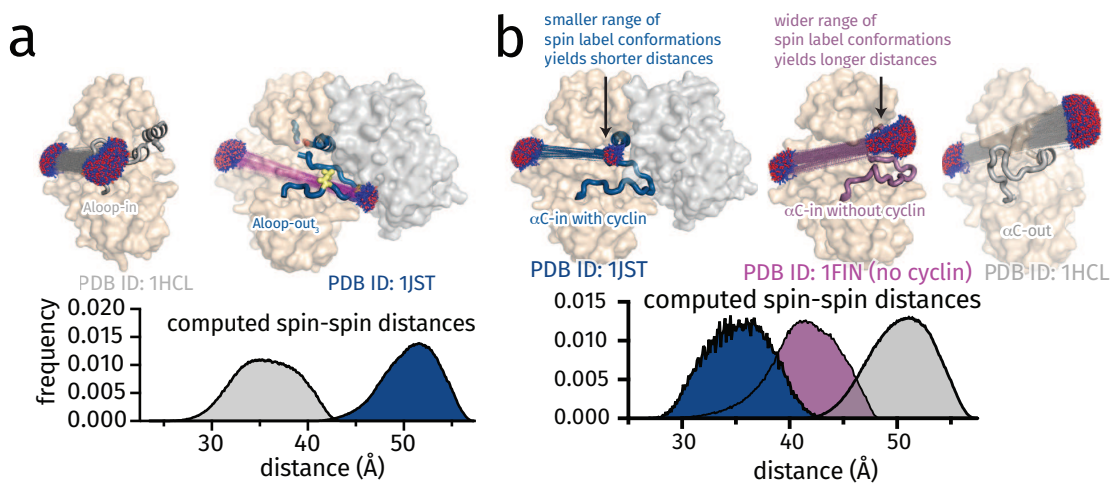 a
Aloop-in
Aloop-out₃
PDB ID: 1HCL
PDB ID: 1JST
0.020
0.015
0.010
0.005
0.000
frequency
computed spin-spin distances
30
40
50
distance (Å)
b
smaller range of
spin label conformations
yields shorter distances
wider range of
spin label conformations
yields longer distances
αC-in with cyclin
αC-in without cyclin
αC-out
PDB ID: 1JST
PDB ID: 1FIN (no cyclin)
PDB ID: 1HCL
0.015
0.010
0.005
0.000
computed spin-spin distances
30
40
50
distance (Å)